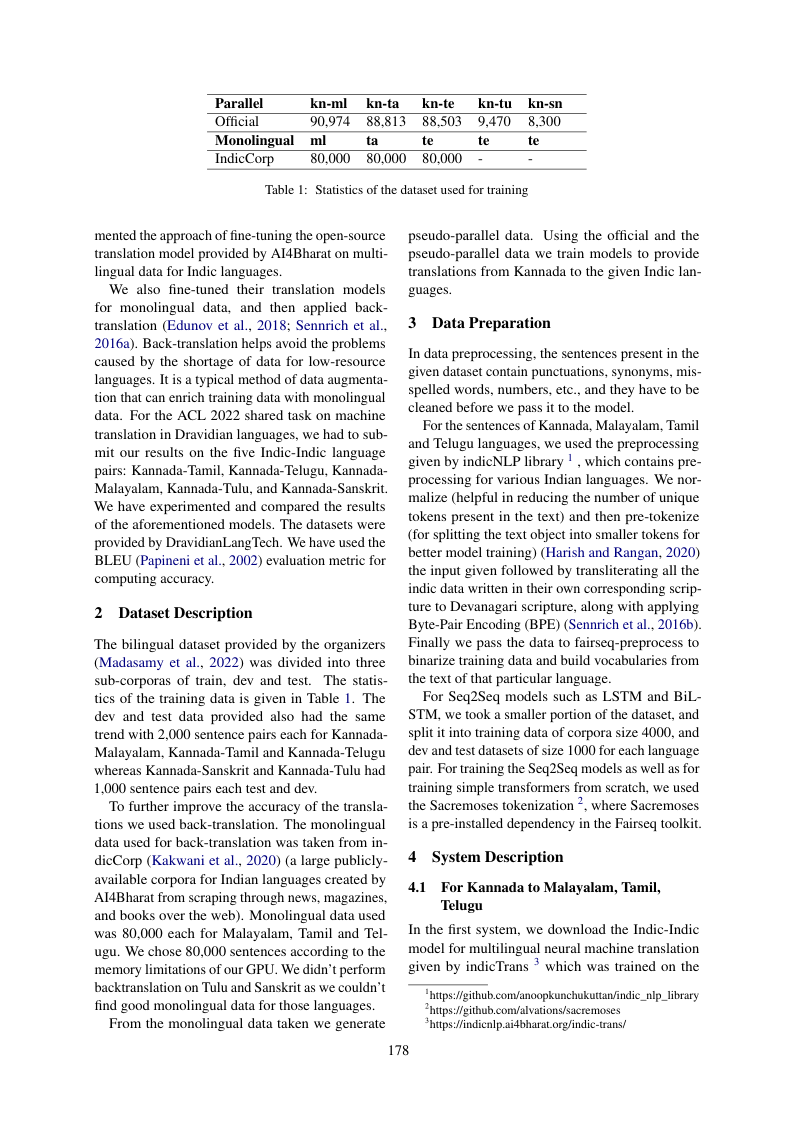 Parallel kn-ml kn-ta kn-te kn-tu kn-sn
Official 90,974 88,813 88,503 9,470 8,300
Monolingual ml ta te te te
IndicCorp 80,000 80,000 80,000 - -
Table 1: Statistics of the dataset used for training
mented the approach of fine-tuning the open-source
translation model provided by AI4Bharat on multi-
lingual data for Indic languages.
We also fine-tuned their translation models
for monolingual data, and then applied back-
translation (Edunov et al., 2018; Sennrich et al.,
2016a). Back-translation helps avoid the problems
caused by the shortage of data for low-resource
languages. It is a typical method of data augmenta-
tion that can enrich training data with monolingual
data. For the ACL 2022 shared task on machine
translation in Dravidian languages, we had to sub-
mit our results on the five Indic-Indic language
pairs: Kannada-Tamil, Kannada-Telugu, Kannada-
Malayalam, Kannada-Tulu, and Kannada-Sanskrit.
We have experimented and compared the results
of the aforementioned models. The datasets were
provided by DravidianLangTech. We have used the
BLEU (Papineni et al., 2002) evaluation metric for
computing accuracy.
2 Dataset Description
The bilingual dataset provided by the organizers
(Madasamy et al., 2022) was divided into three
sub-corporas of train, dev and test. The statis-
tics of the training data is given in Table 1. The
dev and test data provided also had the same
trend with 2,000 sentence pairs each for Kannada-
Malayalam, Kannada-Tamil and Kannada-Telugu
whereas Kannada-Sanskrit and Kannada-Tulu had
1,000 sentence pairs each test and dev.
To further improve the accuracy of the transla-
tions we used back-translation. The monolingual
data used for back-translation was taken from in-
dicCorp (Kakwani et al., 2020) (a large publicly-
available corpora for Indian languages created by
AI4Bharat from scraping through news, magazines,
and books over the web). Monolingual data used
was 80,000 each for Malayalam, Tamil and Tel-
ugu. We chose 80,000 sentences according to the
memory limitations of our GPU. We didn't perform
backtranslation on Tulu and Sanskrit as we couldn't
find good monolingual data for those languages.
From the monolingual data taken we generate
pseudo-parallel data. Using the official and the
pseudo-parallel data we train models to provide
translations from Kannada to the given Indic lan-
guages.
3 Data Preparation
In data preprocessing, the sentences present in the
given dataset contain punctuations, synonyms, mis-
spelled words, numbers, etc., and they have to be
cleaned before we pass it to the model.
For the sentences of Kannada, Malayalam, Tamil
and Telugu languages, we used the preprocessing
given by indicNLP library 1 , which contains pre-
processing for various Indian languages. We nor-
malize (helpful in reducing the number of unique
tokens present in the text) and then pre-tokenize
(for splitting the text object into smaller tokens for
better model training) (Harish and Rangan, 2020)
the input given followed by transliterating all the
indic data written in their own corresponding scrip-
ture to Devanagari scripture, along with applying
Byte-Pair Encoding (BPE) (Sennrich et al., 2016b).
Finally we pass the data to fairseq-preprocess to
binarize training data and build vocabularies from
the text of that particular language.
For Seq2Seq models such as LSTM and BiL-
STM, we took a smaller portion of the dataset, and
split it into training data of corpora size 4000, and
dev and test datasets of size 1000 for each language
pair. For training the Seq2Seq models as well as for
training simple transformers from scratch, we used
the Sacremoses tokenization 2, where Sacremoses
is a pre-installed dependency in the Fairseq toolkit.
4 System Description
4.1 For Kannada to Malayalam, Tamil,
Telugu
In the first system, we download the Indic-Indic
model for multilingual neural machine translation
given by indicTrans 3 which was trained on the
1https://github.com/anoopkunchukuttan/indic_nlp_library
2https://github.com/alvations/sacremoses
3https://indicnlp.ai4bharat.org/indic-trans/
178